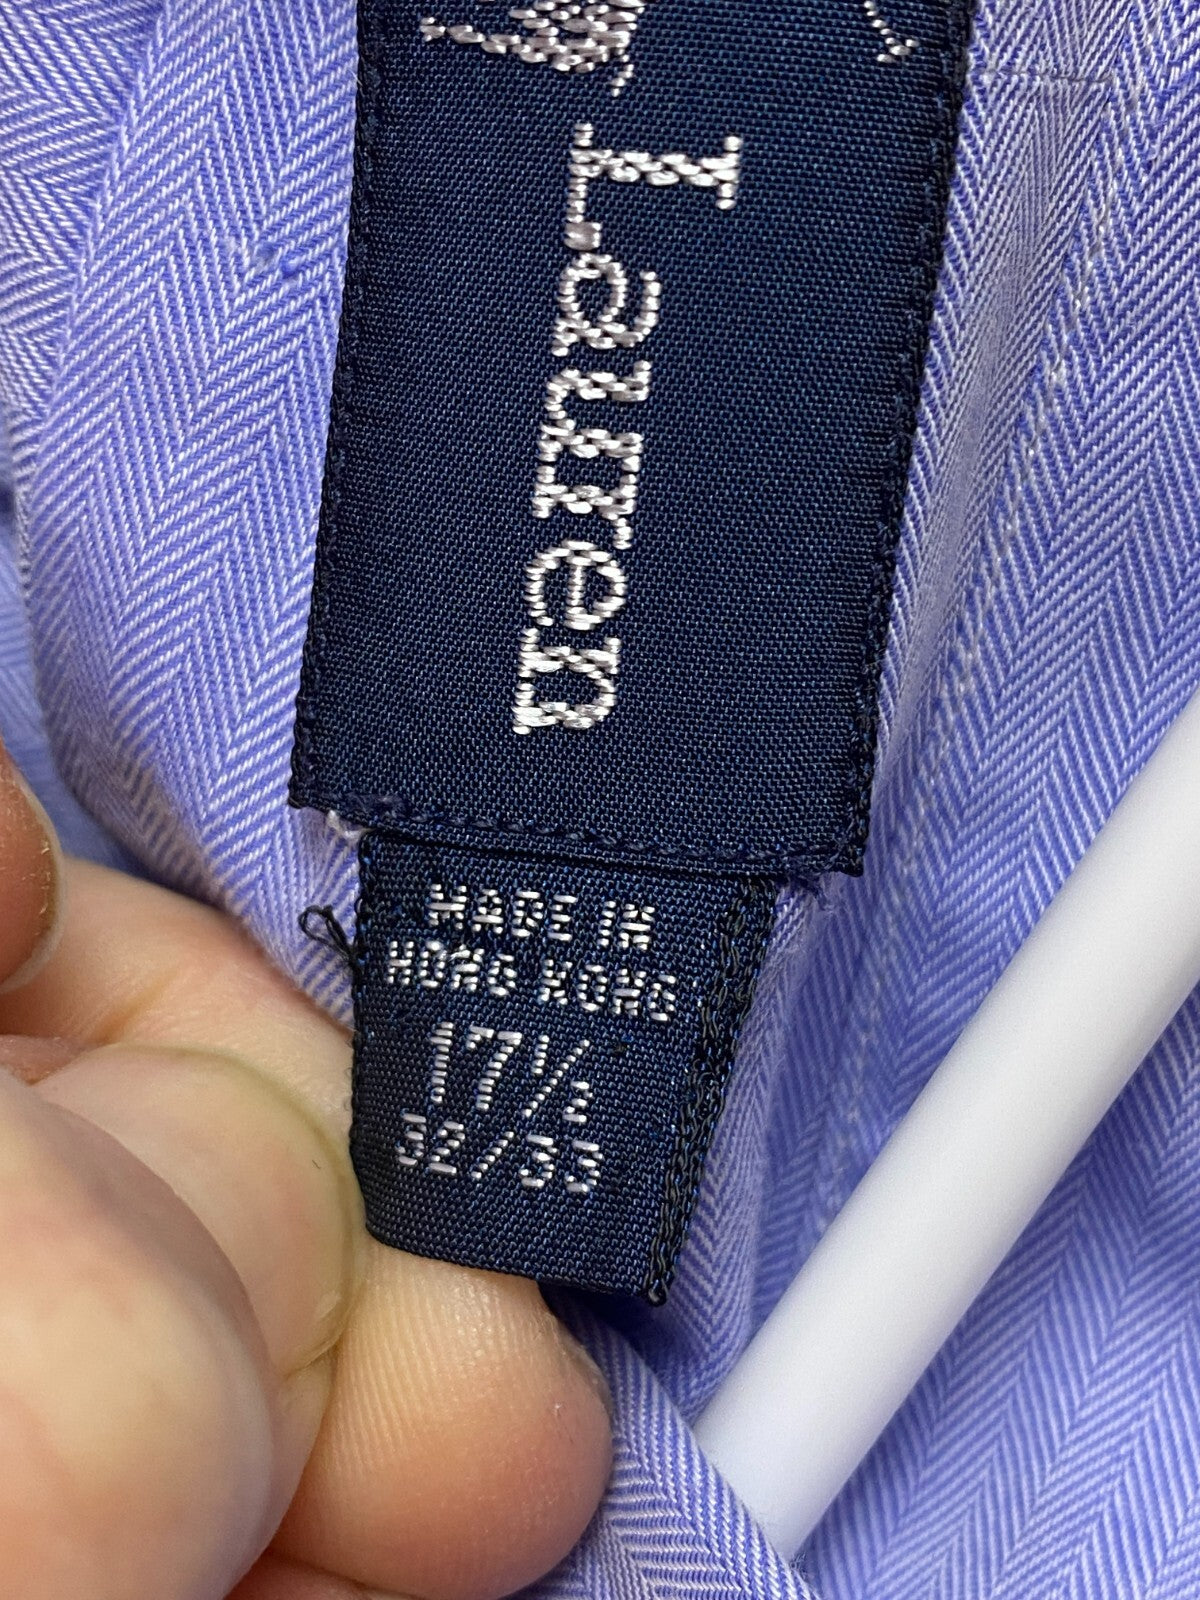 Lauren
MADE IN
HONG KONG
17½
32/33